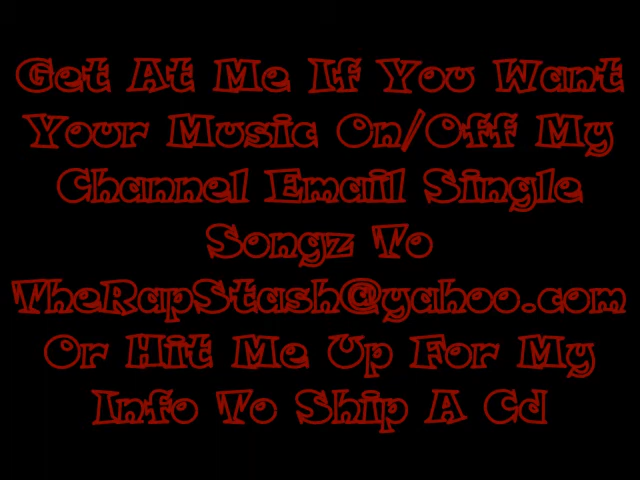 Get At Me If You Want
Your Music On/Off My
Channel Email Single
Songz To
TheRapStash@yahoo.com
Or Hit Me Up For My
Info To Ship A Cd